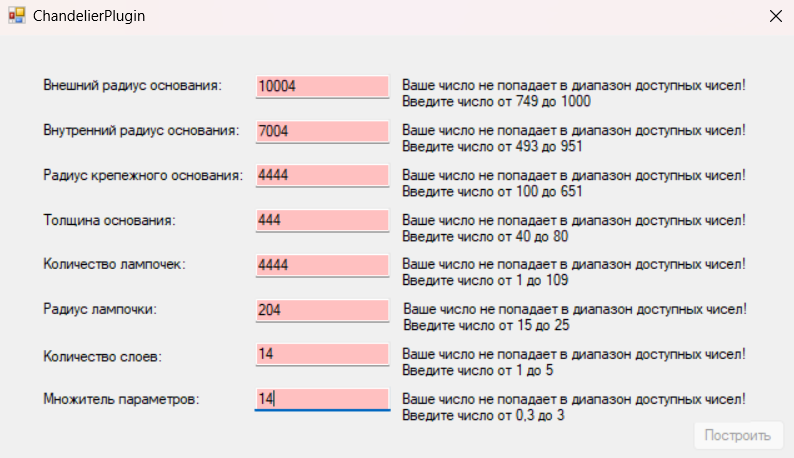 ChandelierPlugin
Внешний радиус основания: 10004 Ваше число не попадает в диапазон доступных чисел!
Введите число от 749 до 1000
Внутренний радиус основания: 7004 Ваше число не попадает в диапазон доступных чисел!
Введите число от 493 до 951
Радиус крепежного основания: 4444 Ваше число не попадает в диапазон доступных чисел!
Введите число от 100 до 651
Толщина основания: 444 Ваше число не попадает в диапазон доступных чисел!
Введите число от 40 до 80
Количество лампочек: 4444 Ваше число не попадает в диапазон доступных чисел!
Введите число от 1 до 109
Радиус лампочки: 204 Ваше число не попадает в диапазон доступных чисел!
Введите число от 15 до 25
Количество слоев: 14 Ваше число не попадает в диапазон доступных чисел!
Введите число от 1 до 5
Множитель параметров: 14 Ваше число не попадает в диапазон доступных чисел!
Введите число от 0,3 до 3
Построить